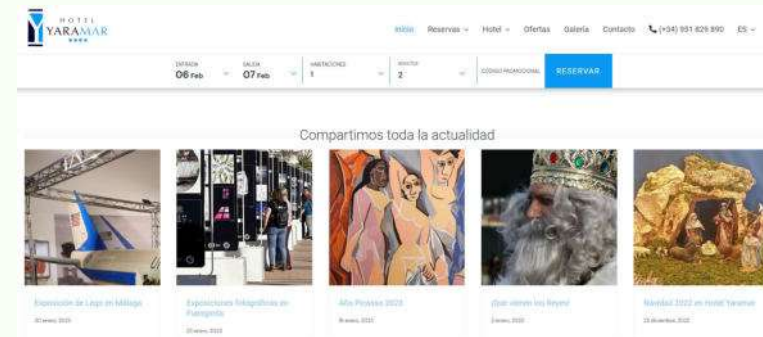 HOTEL
YARAMAR
Inicio Reservas Hotel Ofertas Galería Contacto (+34) 951 829 890 ES
ENTRADA
06 Feb
SALIDA
07 Feb
HABITACIONES
1
ADULTOS
2
CÓDIGO PROMOCIONAL
RESERVAR
Compartimos toda la actualidad
Exposición de Lego en Málaga
Exposiciones fotográficas en
Fuengirola
Año Picasso 2023
¡Que vienen los Reyes!
Navidad 2022 en Hotel Yaramar